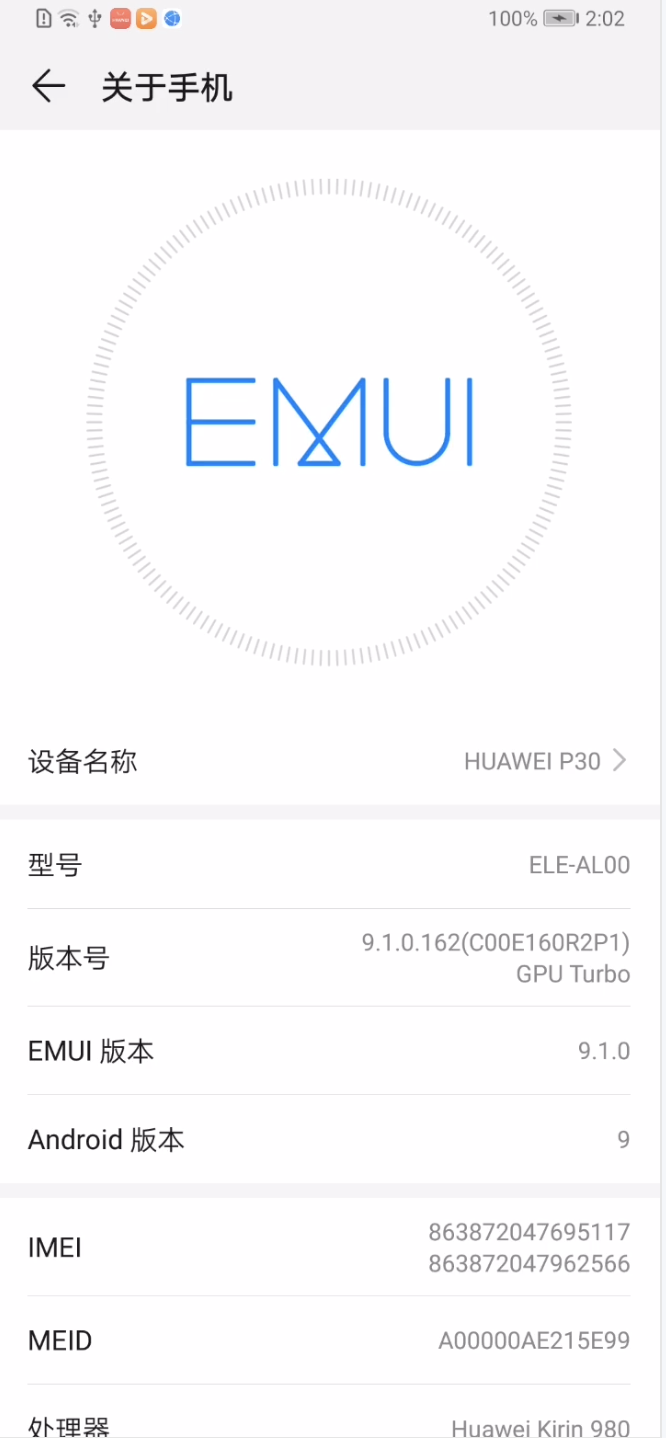 100% 2:02
关于手机
EMUI
设备名称 HUAWEI P30
型号 ELE-AL00
版本号 9.1.0.162(C00E160R2P1)
GPU Turbo
EMUI 版本 9.1.0
Android 版本 9
IMEI 863872047695117
863872047962566
MEID A00000AE215E99
处理器 Huawei Kirin 980